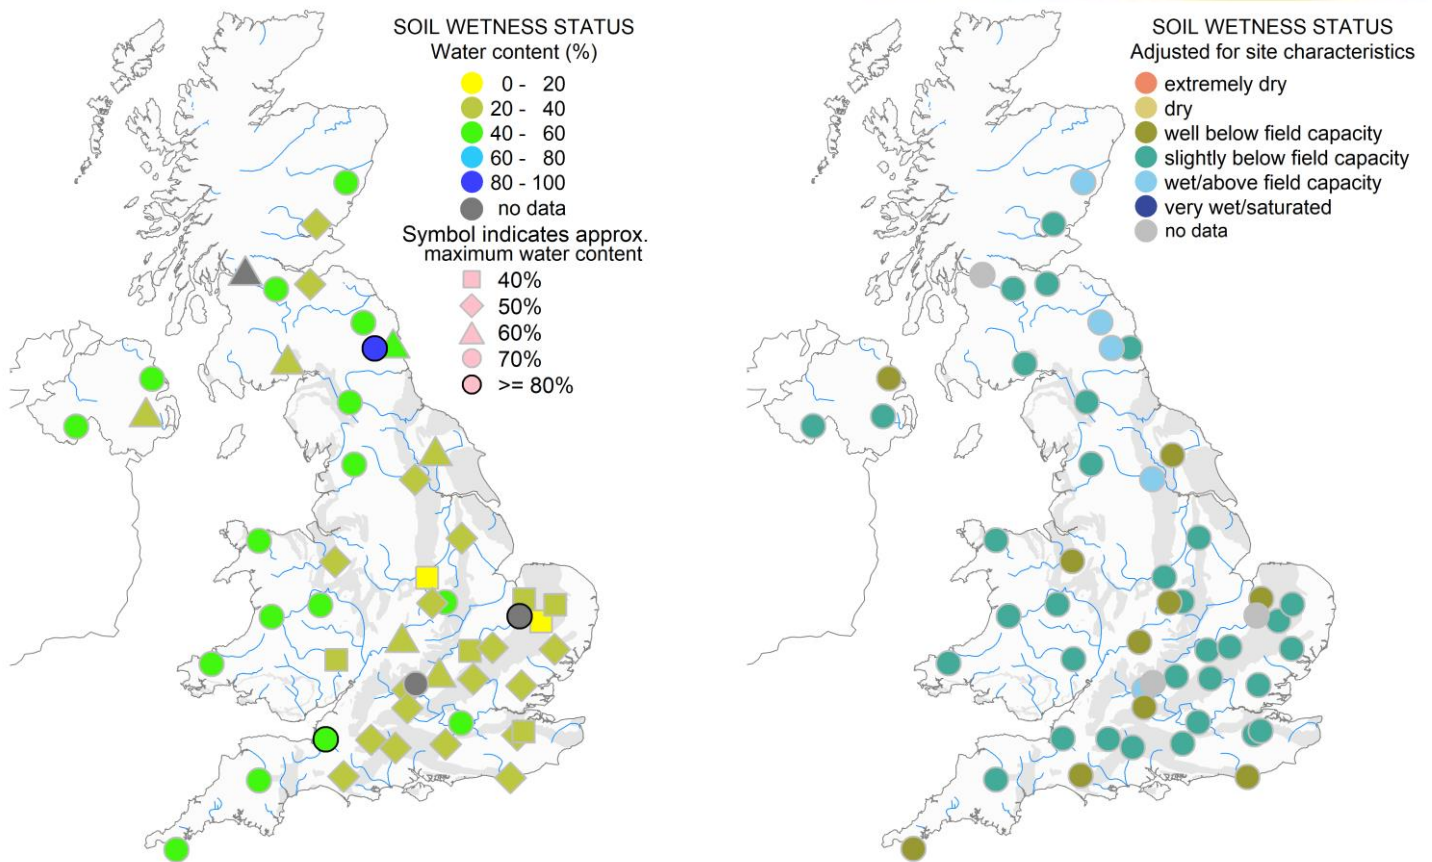 SOIL WETNESS STATUS
Water content (%)
0 - 20
20 - 40
40 - 60
60 - 80
80 - 100
no data
Symbol indicates approx.
maximum water content
40%
50%
60%
70%
>= 80%
SOIL WETNESS STATUS
Adjusted for site characteristics
extremely dry
dry
well below field capacity
slightly below field capacity
wet/above field capacity
very wet/saturated
no data